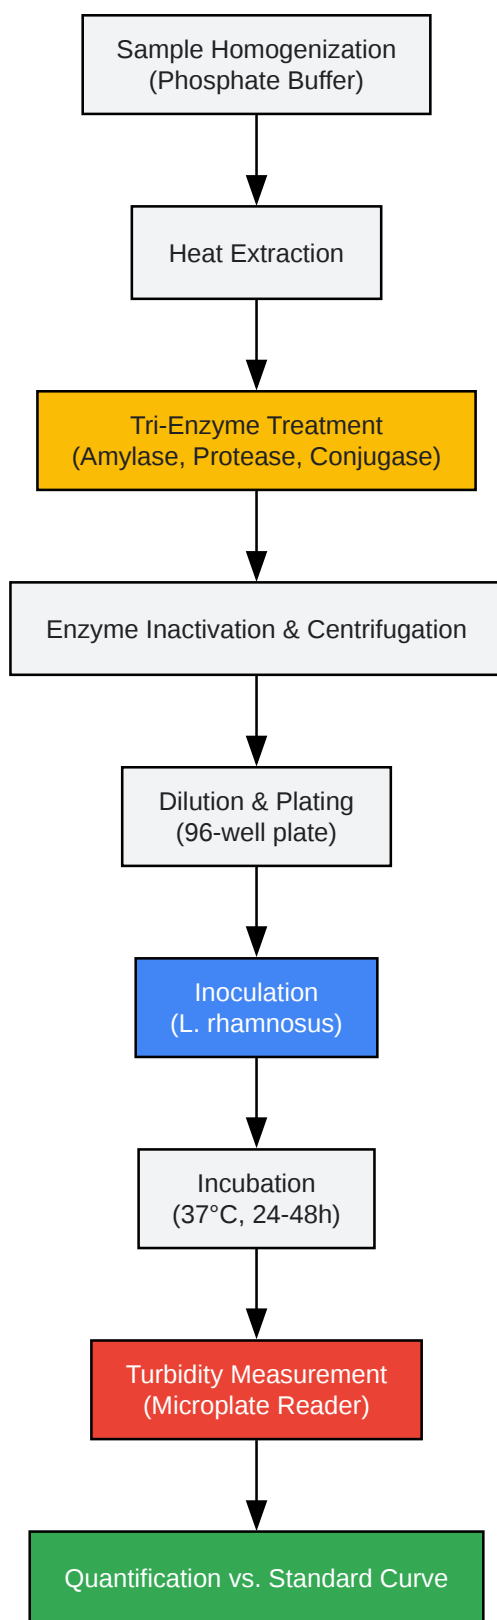 Sample Homogenization
(Phosphate Buffer)
Heat Extraction
Tri-Enzyme Treatment
(Amylase, Protease, Conjugase)
Enzyme Inactivation & Centrifugation
Dilution & Plating
(96-well plate)
Inoculation
(L. rhamnosus)
Incubation
(37°C, 24-48h)
Turbidity Measurement
(Microplate Reader)
Quantification vs. Standard Curve